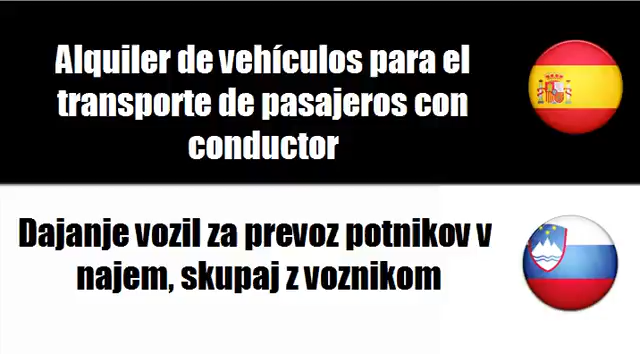 Alquiler de vehículos para el
transporte de pasajeros con
conductor
Dajanje vozil za prevoz potnikov v
najem, skupaj z voznikom